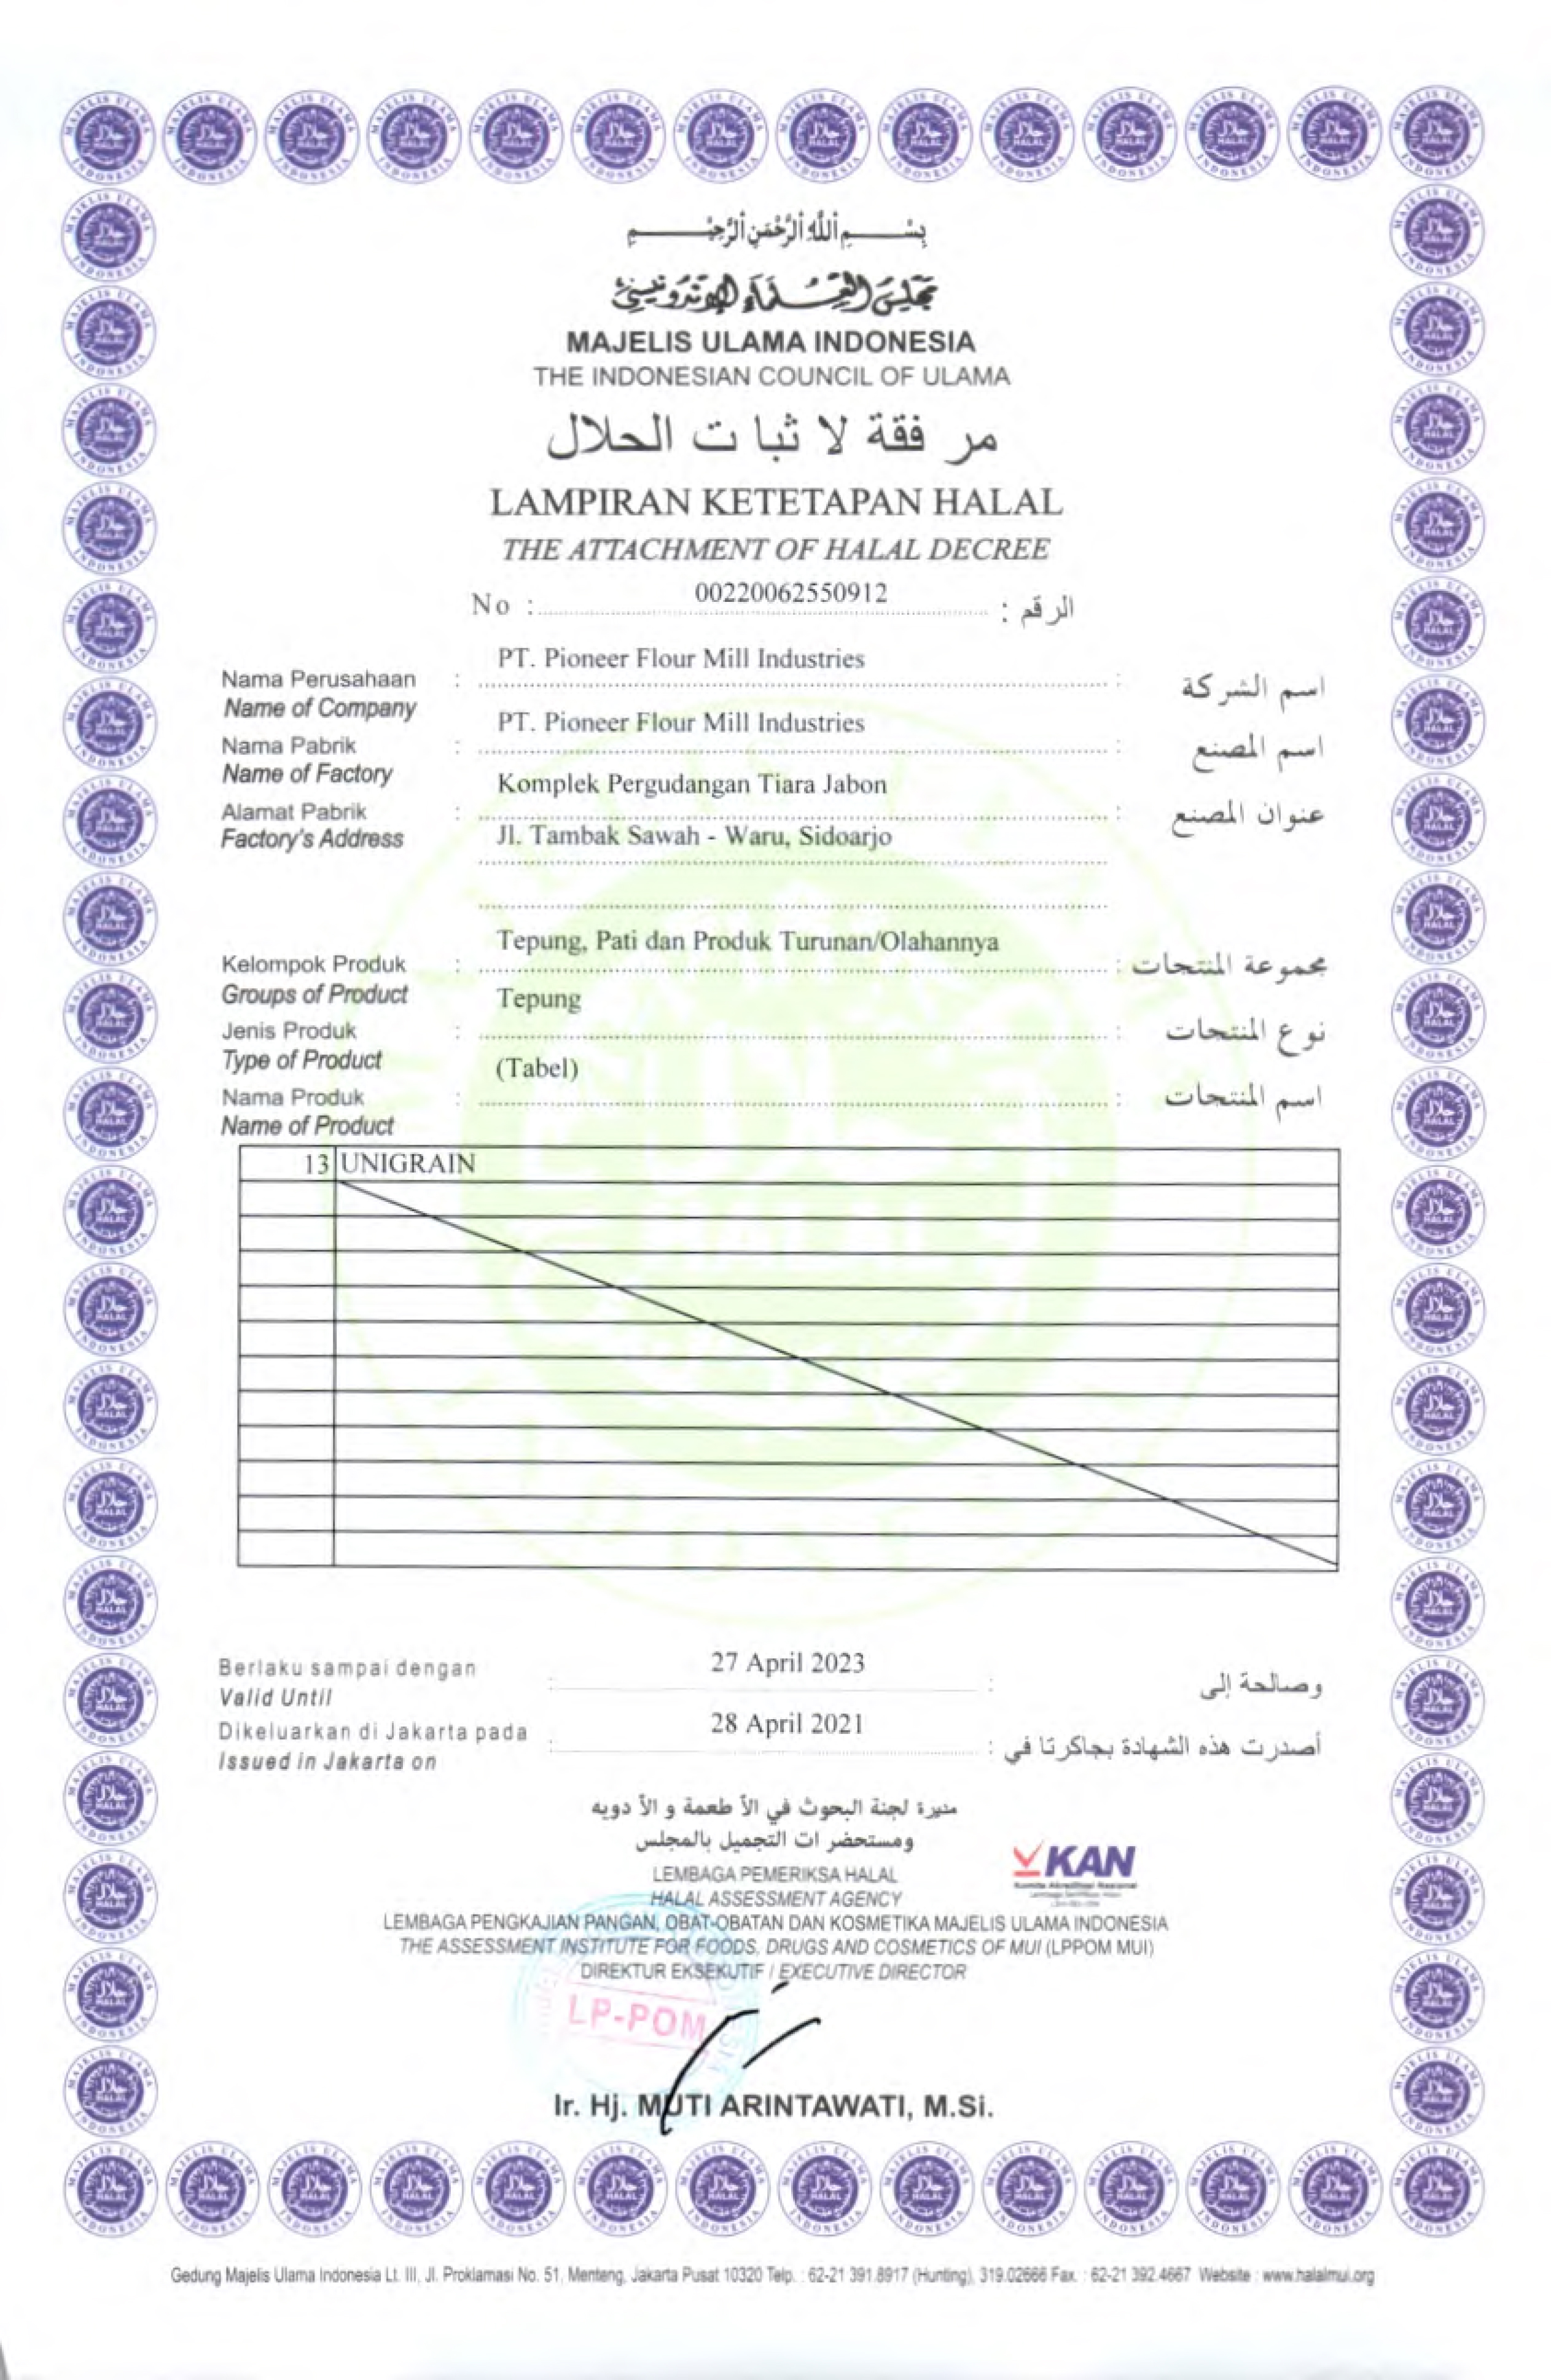 بِسْمِ ٱللَّهِ ٱلرَّحْمَنِ ٱلرَّحِيْمِ
مجلس العلماء الإندونيسي
MAJELIS ULAMA INDONESIA
THE INDONESIAN COUNCIL OF ULAMA
مر فقة لا ثبا ت الحلال
LAMPIRAN KETETAPAN HALAL
THE ATTACHMENT OF HALAL DECREE
No : 00220062550912 : الرقم
Nama Perusahaan : PT. Pioneer Flour Mill Industries : اسم الشركة
Name of Company
Nama Pabrik : PT. Pioneer Flour Mill Industries : اسم المصنع
Name of Factory
Alamat Pabrik : Komplek Pergudangan Tiara Jabon : عنوان المصنع
Factory's Address Jl. Tambak Sawah - Waru, Sidoarjo
Kelompok Produk : Tepung, Pati dan Produk Turunan/Olahannya : مجموعة المنتجات
Groups of Product
Jenis Produk : Tepung : نوع المنتجات
Type of Product
Nama Produk : (Tabel) : اسم المنتجات
Name of Product
13 UNIGRAIN
Berlaku sampai dengan : 27 April 2023 : وصالحة إلى
Valid Until
Dikeluarkan di Jakarta pada : 28 April 2021 : أصدرت هذه الشهادة بجاكرتا في
Issued in Jakarta on
مديرة لجنة البحوث في الأ طعمة و الأ دويه
ومستحضر ات التجميل بالمجلس
KAN
Komite Akreditasi Nasional
LEMBAGA PEMERIKSA HALAL
HALAL ASSESSMENT AGENCY
LEMBAGA PENGKAJIAN PANGAN, OBAT-OBATAN DAN KOSMETIKA MAJELIS ULAMA INDONESIA
THE ASSESSMENT INSTITUTE FOR FOODS, DRUGS AND COSMETICS OF MUI (LPPOM MUI)
DIREKTUR EKSEKUTIF / EXECUTIVE DIRECTOR
LP-POM
Ir. Hj. MUTI ARINTAWATI, M.Si.
Gedung Majelis Ulama Indonesia Lt. III, Jl. Proklamasi No. 51, Menteng, Jakarta Pusat 10320 Telp. : 62-21 391.8917 (Hunting), 319.02666 Fax. : 62-21 392.4667 Website : www.halalmui.org